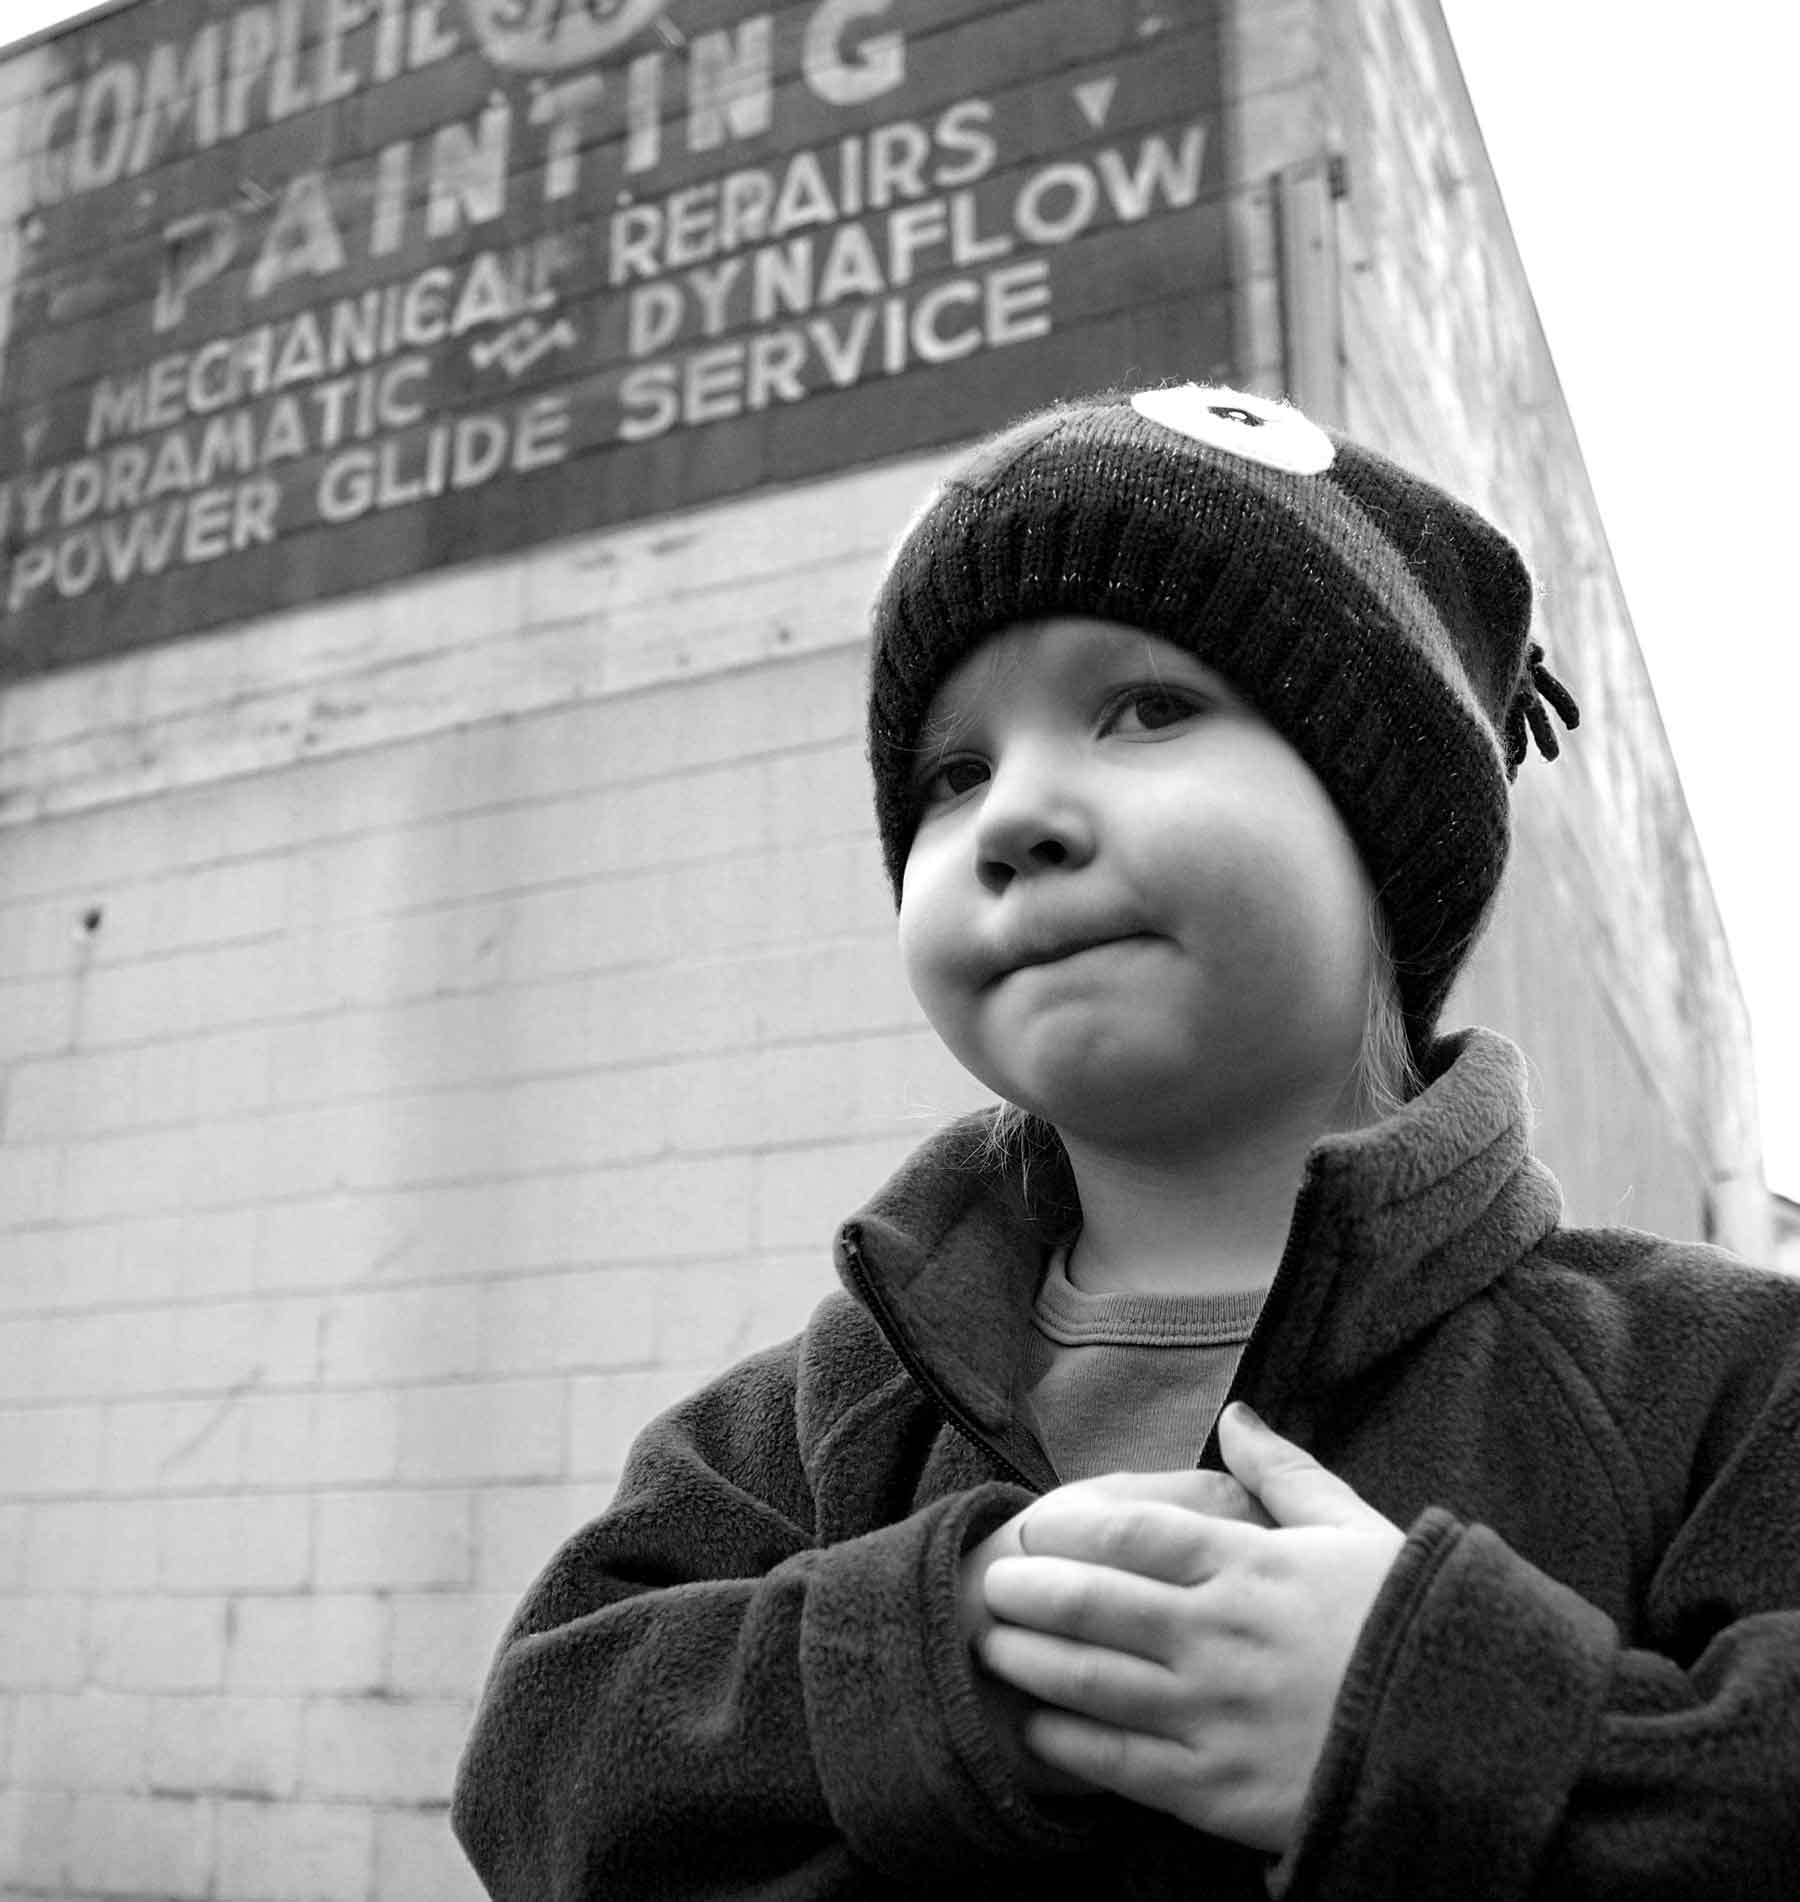 COMPLETE
PAINTING
MECHANICAL REPAIRS
YDRAMATIC DYNAFLOW
POWER GLIDE SERVICE